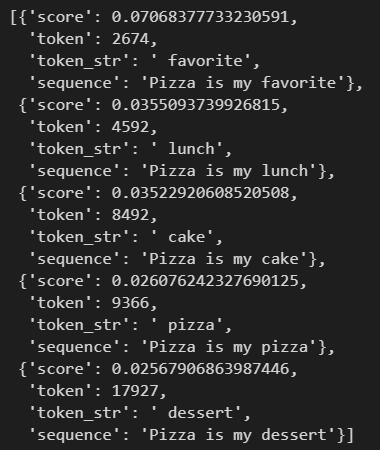 [{'score': 0.07068377733230591,
'token': 2674,
'token_str': ' favorite',
'sequence': 'Pizza is my favorite'},
{'score': 0.0355093739926815,
'token': 4592,
'token_str': ' lunch',
'sequence': 'Pizza is my lunch'},
{'score': 0.03522920608520508,
'token': 8492,
'token_str': ' cake',
'sequence': 'Pizza is my cake'},
{'score': 0.026076242327690125,
'token': 9366,
'token_str': ' pizza',
'sequence': 'Pizza is my pizza'},
{'score': 0.02567906863987446,
'token': 17927,
'token_str': ' dessert',
'sequence': 'Pizza is my dessert'}]